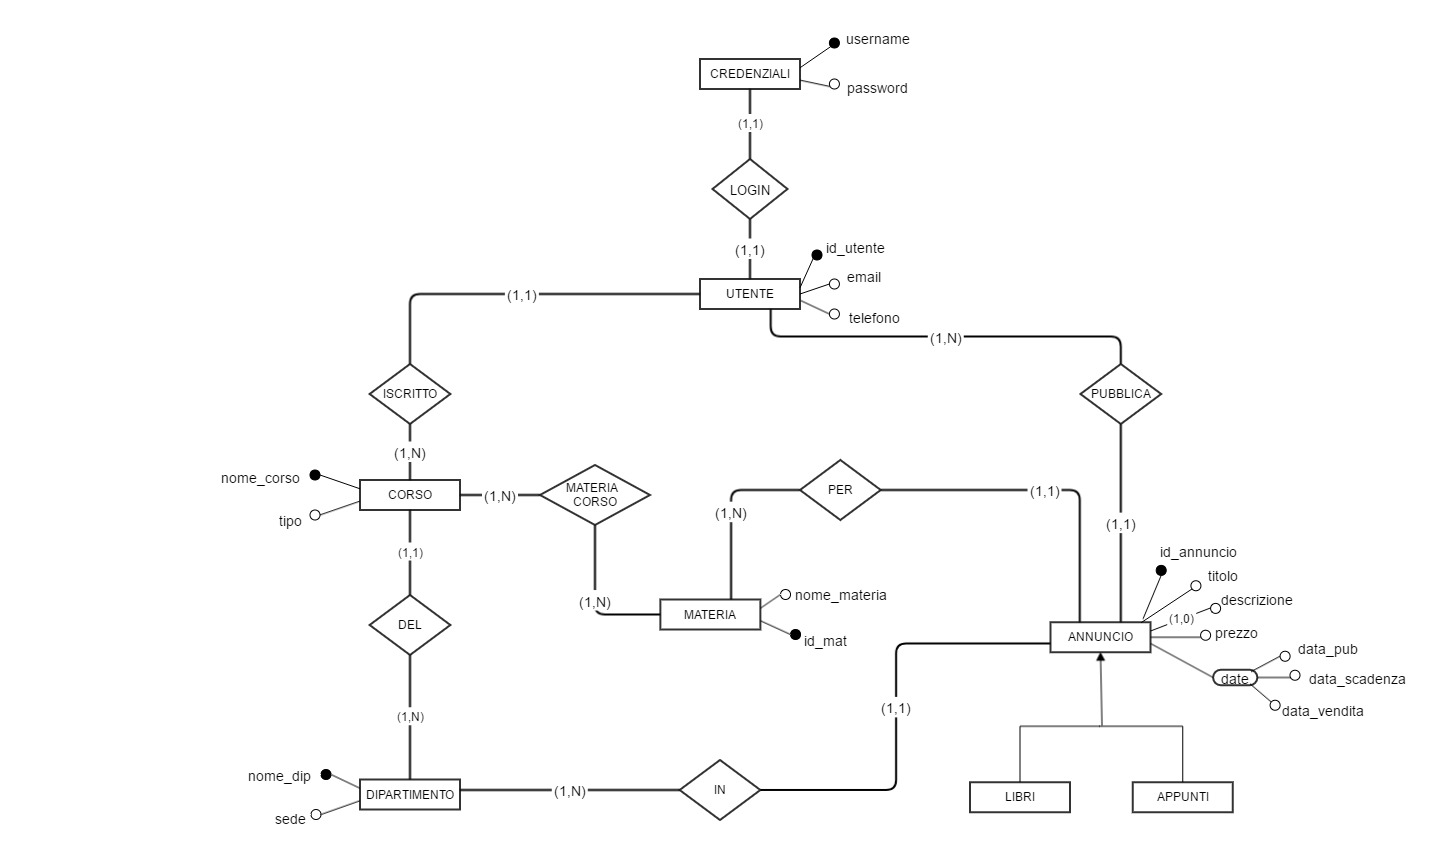 username
CREDENZIALI
password
(1,1)
LOGIN
(1,1)
id_utente
email
UTENTE
telefono
(1,1)
(1,N)
ISCRITTO
PUBBLICA
(1,N)
nome_corso
CORSO
tipo
(1,N)
MATERIA
CORSO
PER
(1,1)
(1,N)
(1,1)
(1,1)
(1,N)
DEL
MATERIA
nome_materia
id_mat
id_annuncio
titolo
descrizione
(1,0)
prezzo
ANNUNCIO
date
data_pub
data_scadenza
data_vendita
(1,1)
(1,N)
nome_dip
DIPARTIMENTO
sede
(1,N)
IN
LIBRI
APPUNTI